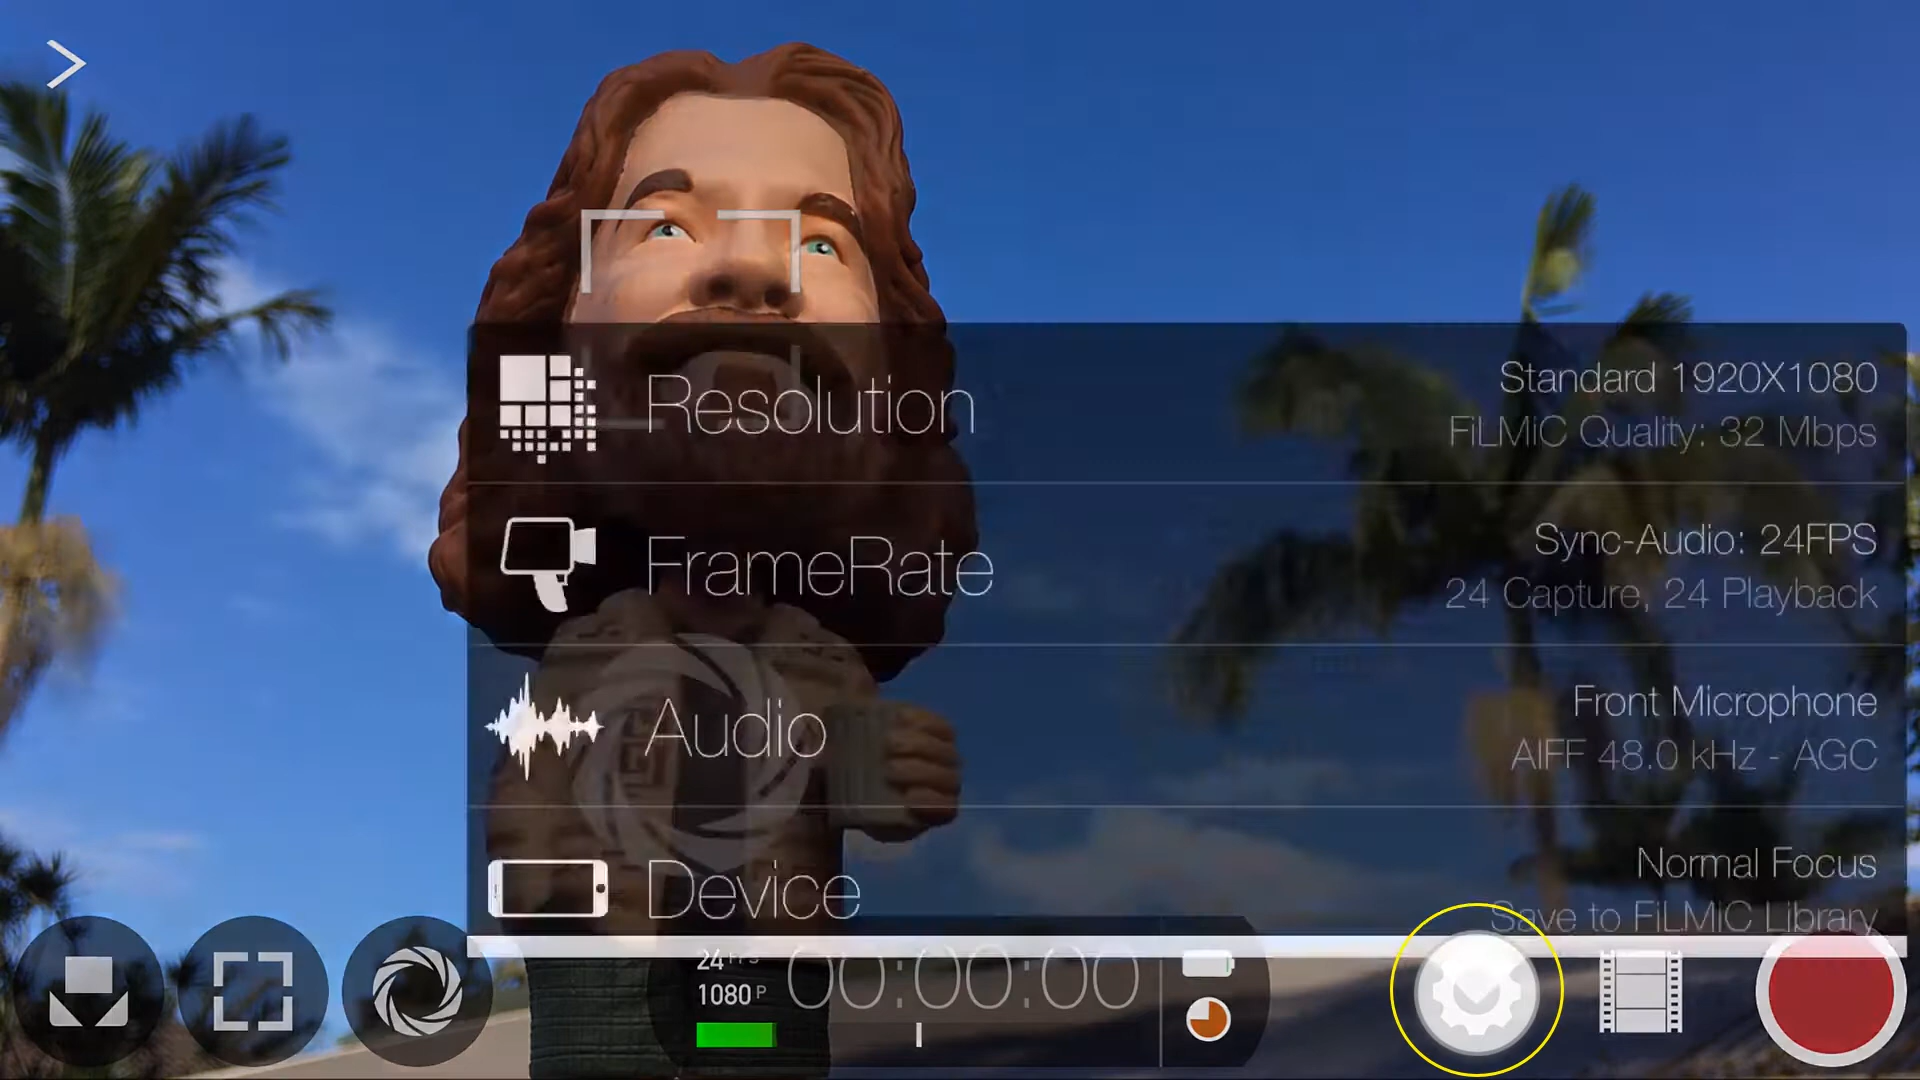 Resolution
Standard 1920X1080
FiLMiC Quality: 32 Mbps
FrameRate
Sync-Audio: 24FPS
24 Capture, 24 Playback
Audio
Front Microphone
AIFF 48.0 kHz - AGC
Device
Normal Focus
Save to FiLMiC Library
24 FPS
1080 P
00:00:00